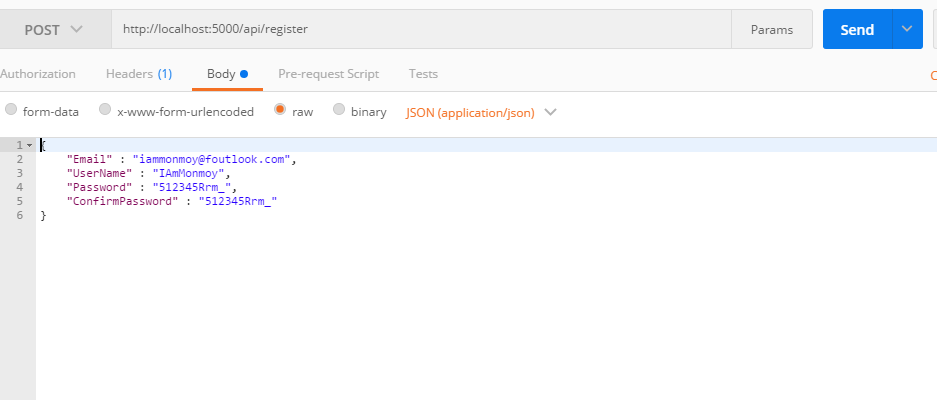 POST http://localhost:5000/api/register Params Send
Authorization Headers (1) Body Pre-request Script Tests
form-data x-www-form-urlencoded raw binary JSON (application/json)
1 {
2 "Email" : "iammonmoy@foutlook.com",
3 "UserName" : "IAmMonmoy",
4 "Password" : "512345Rrm_",
5 "ConfirmPassword" : "512345Rrm_"
6 }